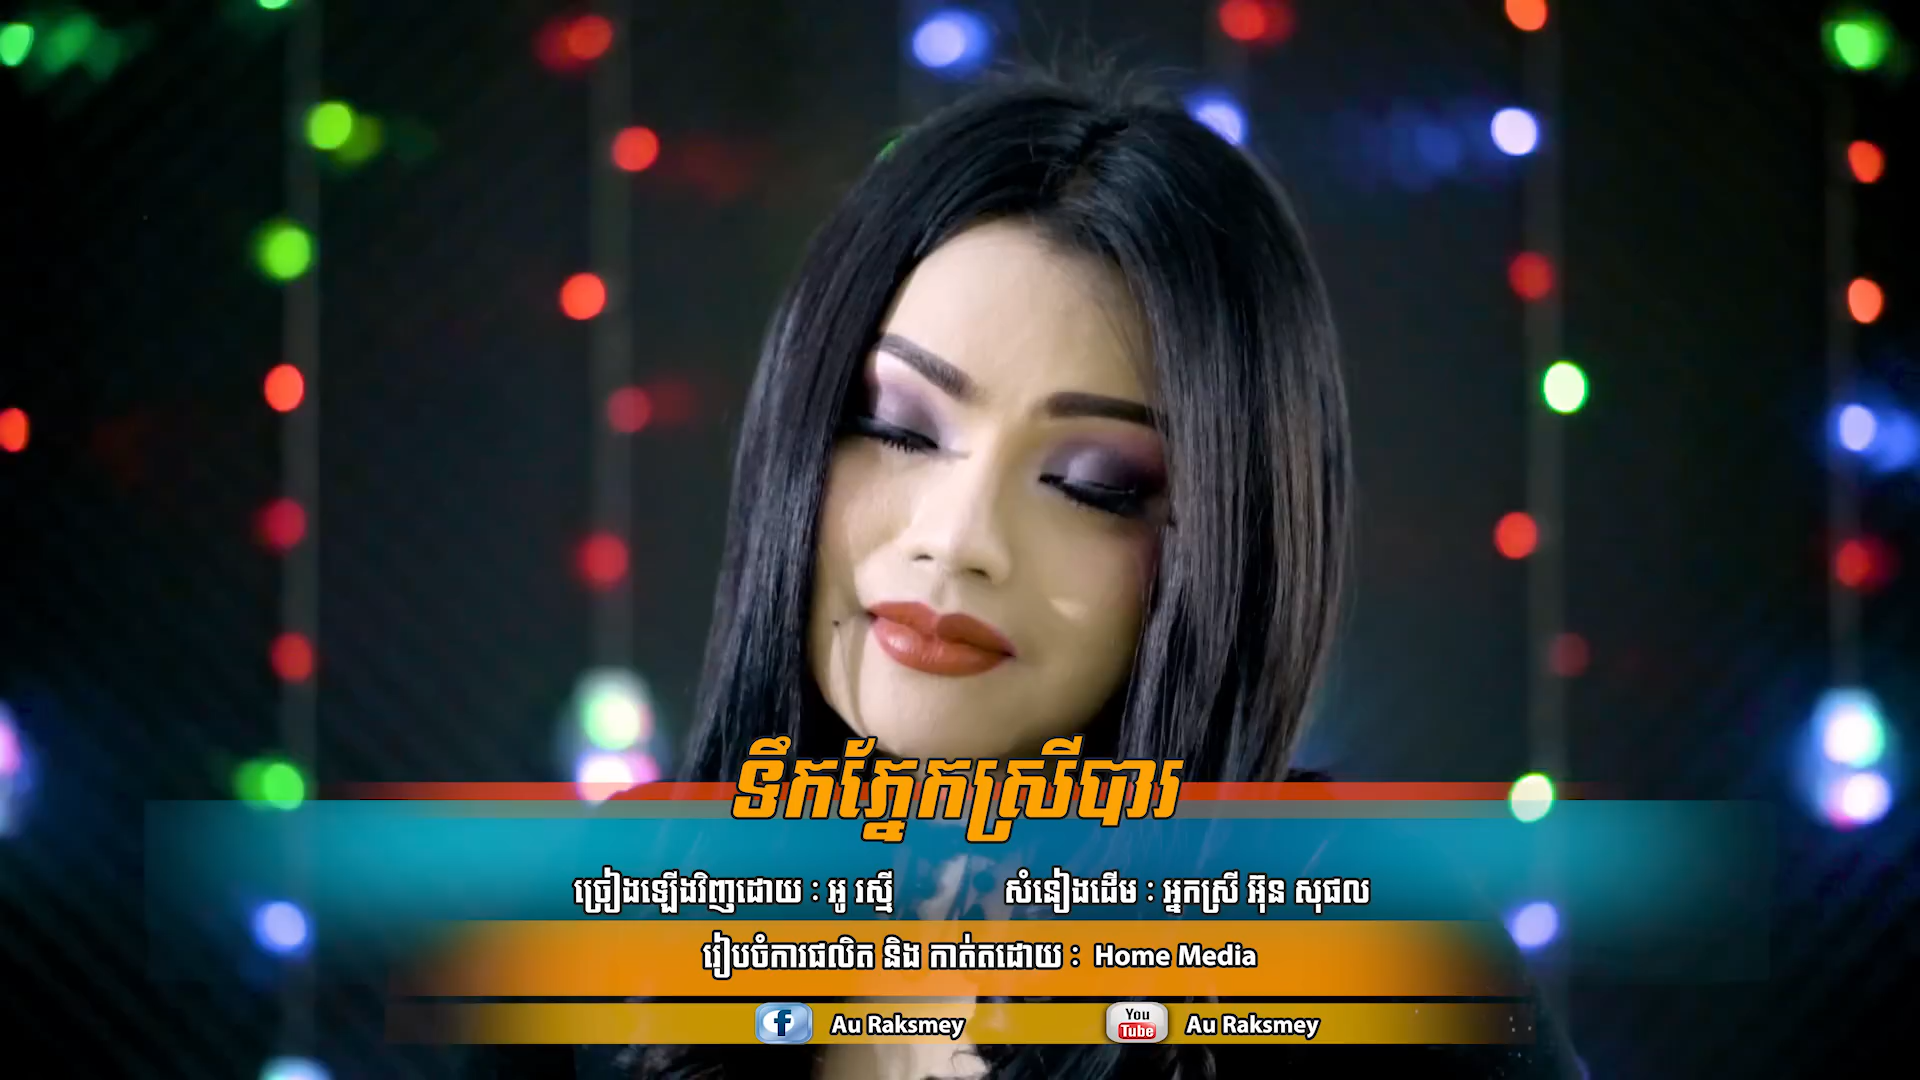 ទឹកភ្នែកស្រីបារ
ច្រៀងឡើងវិញដោយ : អូ រស្មី សំនៀងដើម : អ្នកស្រី អ៊ុន សុផល
រៀបចំការផលិត និង កាត់តដោយ : Home Media
f Au Raksmey You Tube Au Raksmey